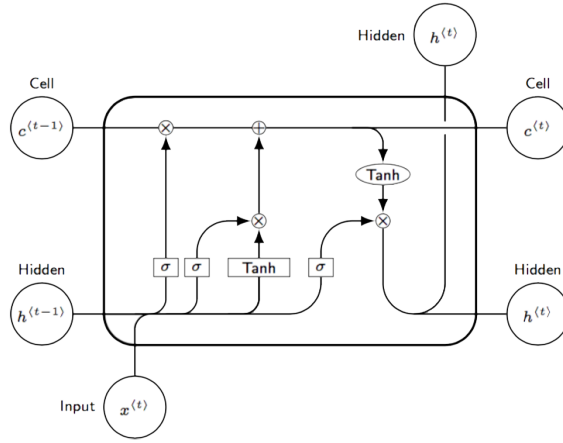 Hidden
h⟨t⟩
Cell
c⟨t−1⟩
Cell
c⟨t⟩
Tanh
σ
σ
Tanh
σ
Hidden
h⟨t−1⟩
Hidden
h⟨t⟩
Input
x⟨t⟩